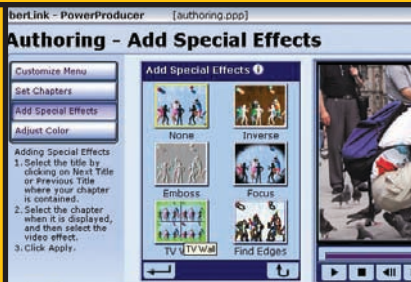 berLink - PowerProducer [authoring.ppp]
Authoring - Add Special Effects
Customize Menu
Set Chapters
Add Special Effects
Adjust Color
Adding Special Effects
1. Select the title by
clicking on Next Title
or Previous Title
where your chapter
is contained.
2. Select the chapter
when it is displayed,
and then select the
video effect.
3. Click Apply.
Add Special Effects
None Inverse
Emboss Focus
TV Wall Find Edges
TV Wall